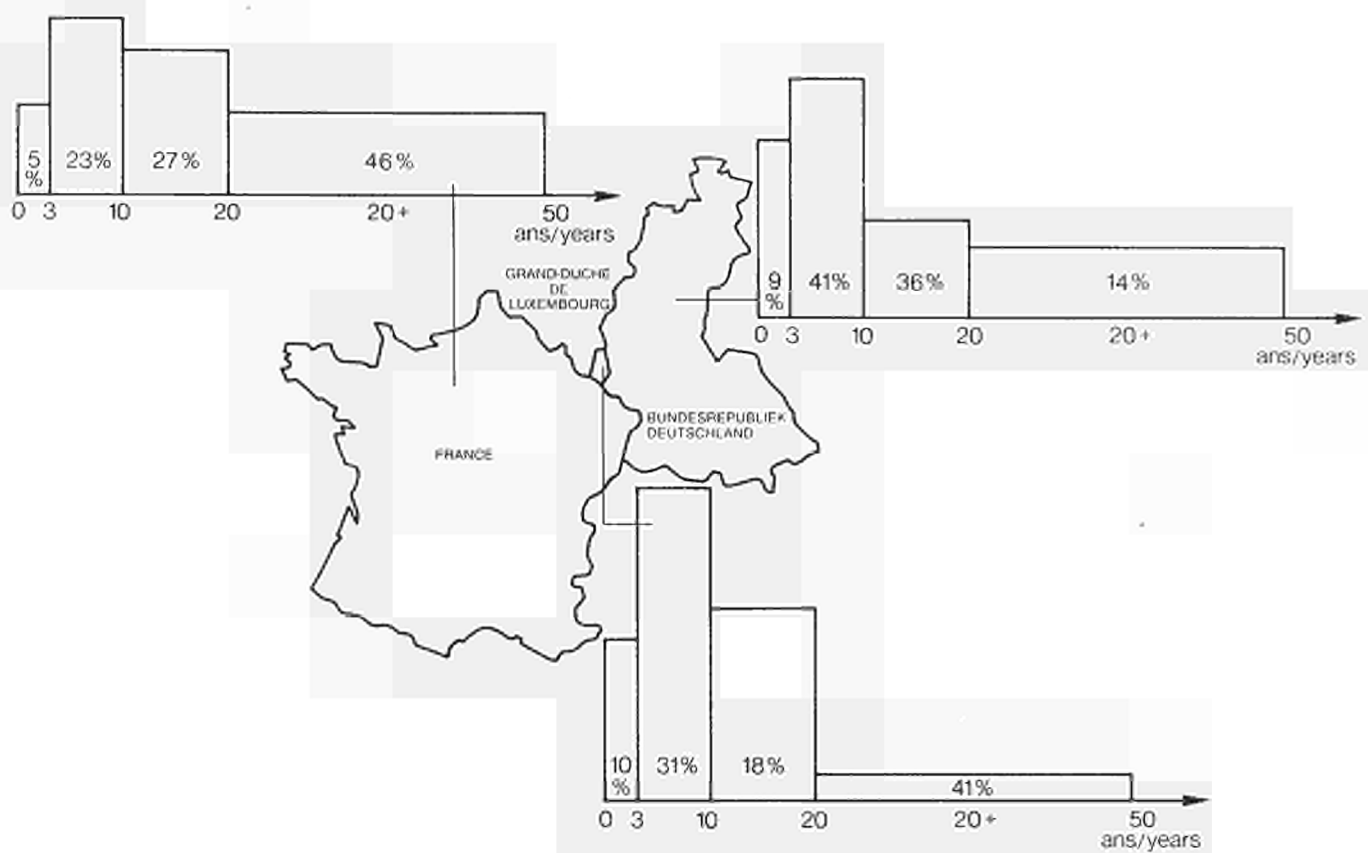 5
%
23%
27%
46%
0 3 10 20 20+ 50
ans/years
9
%
41%
36%
14%
0 3 10 20 20+ 50
ans/years
GRAND-DUCHE
DE
LUXEMBOURG
BUNDESREPUBLIEK
DEUTSCHLAND
FRANCE
10
%
31%
18%
41%
0 3 10 20 20+ 50
ans/years